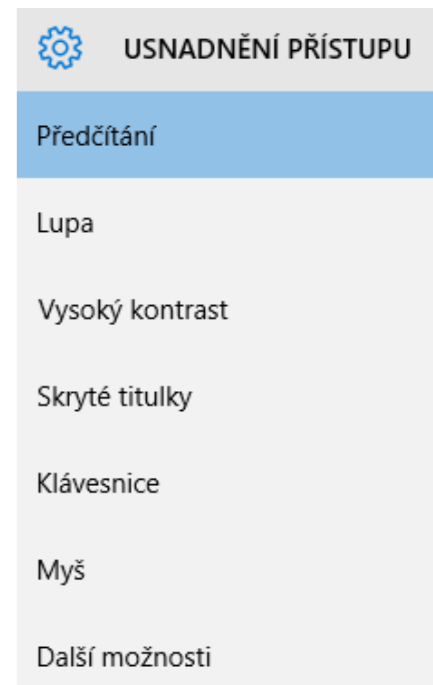 USNADNĚNÍ PŘÍSTUPU
Předčítání
Lupa
Vysoký kontrast
Skryté titulky
Klávesnice
Myš
Další možnosti